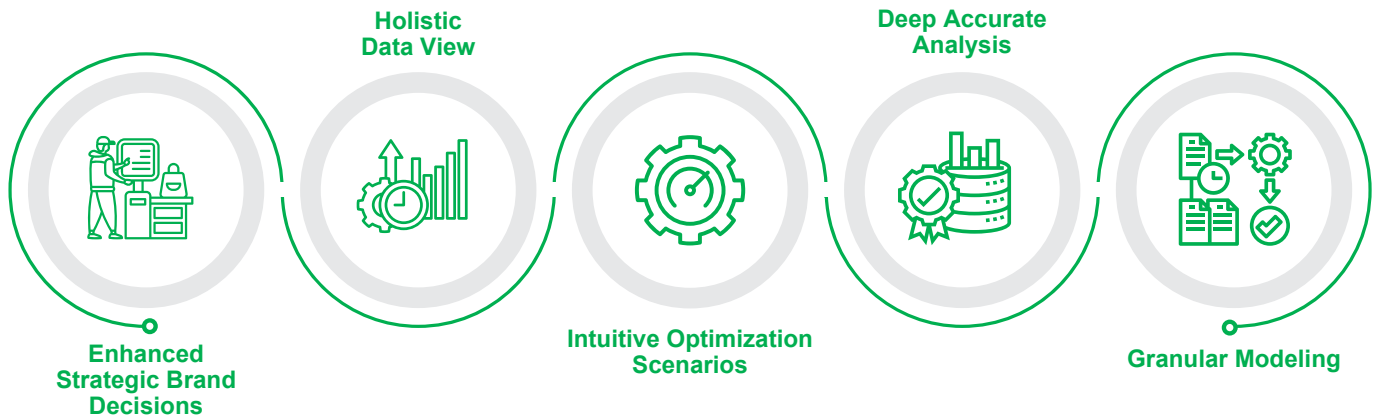 Enhanced
Strategic Brand
Decisions
Holistic
Data View
Intuitive Optimization
Scenarios
Deep Accurate
Analysis
Granular Modeling